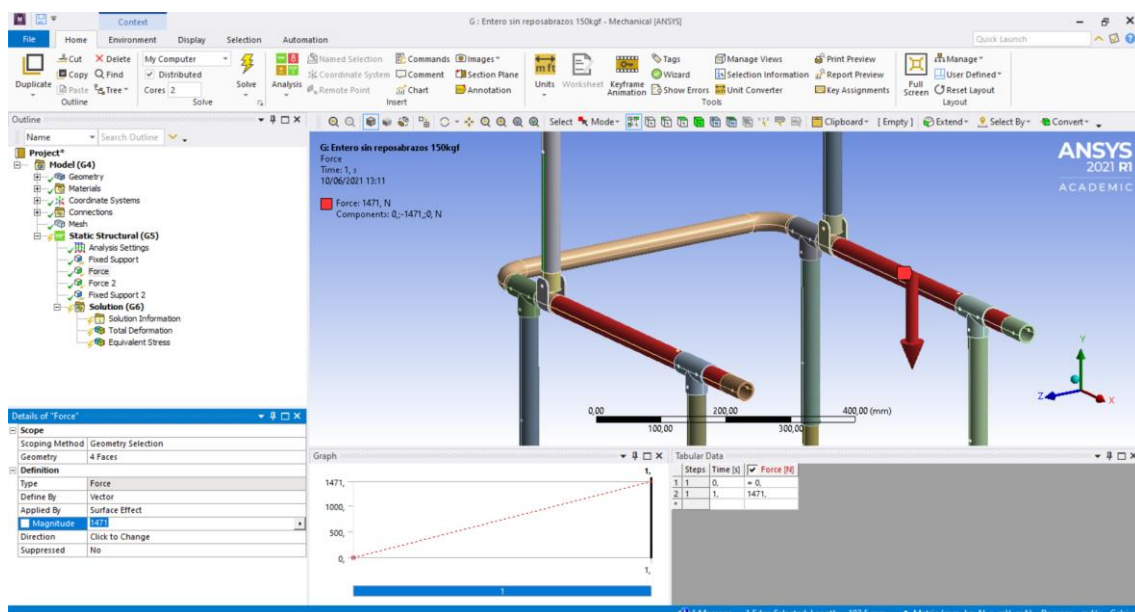 Context
G : Entero sin reposabrazos 150kgf - Mechanical [ANSYS]
File Home Environment Display Selection Automation
Quick Launch
Duplicate
Cut
Copy
Paste
Delete
Find
Tree
Outline
My Computer
Distributed
Cores 2
Solve
Solve
Analysis
Named Selection
Coordinate System
Remote Point
Commands
Comment
Chart
Images
Section Plane
Annotation
Insert
Units
Worksheet
Keyframe Animation
Tags
Wizard
Show Errors
Manage Views
Selection Information
Unit Converter
Print Preview
Report Preview
Key Assignments
Tools
Full Screen
Manage
User Defined
Reset Layout
Layout
Outline
Name Search Outline
Select Mode Clipboard [ Empty ] Extend Select By Convert
Project*
Model (G4)
Geometry
Materials
Coordinate Systems
Connections
Mesh
Static Structural (G5)
Analysis Settings
Fixed Support
Force
Force 2
Fixed Support 2
Solution (G6)
Solution Information
Total Deformation
Equivalent Stress
G: Entero sin reposabrazos 150kgf
Force
Time: 1, s
10/06/2021 13:11
Force: 1471, N
Components: 0,;-1471,;0, N
ANSYS
2021 R1
ACADEMIC
0,00 200,00 400,00 (mm)
100,00 300,00
Y
Z
X
Details of "Force"
Scope
Scoping Method Geometry Selection
Geometry 4 Faces
Definition
Type Force
Define By Vector
Applied By Surface Effect
Magnitude 1471
Direction Click to Change
Suppressed No
Graph
1,
1471,
1000,
500,
0,
1,
1
Tabular Data
Steps Time [s] Force [N]
1 1 0, = 0,
2 1 1, 1471,
*